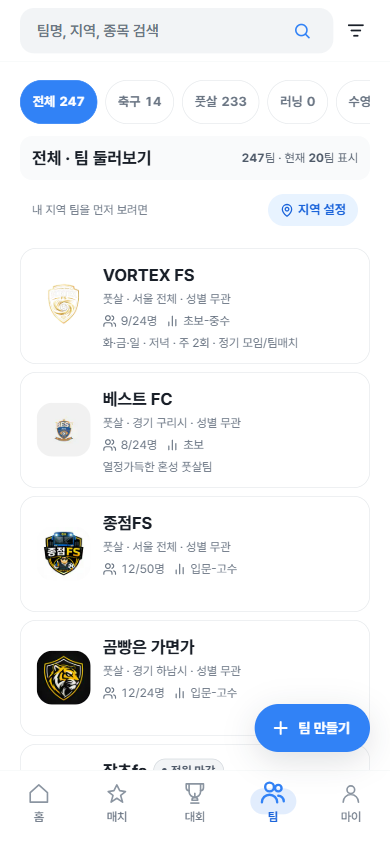 팀명, 지역, 종목 검색
전체 247 축구 14 풋살 233 러닝 0 수영
전체 · 팀 둘러보기 247팀 · 현재 20팀 표시
내 지역 팀을 먼저 보려면 지역 설정
VORTEX FS
풋살 · 서울 전체 · 성별 무관
9/24명 초보-중수
화·금·일 · 저녁 · 주 2회 · 정기 모임/팀매치
베스트 FC
풋살 · 경기 구리시 · 성별 무관
8/24명 초보
열정가득한 혼성 풋살팀
종점FS
종점FS
풋살 · 서울 전체 · 성별 무관
12/50명 입문-고수
곰빵은 가면가
풋살 · 경기 하남시 · 성별 무관
12/24명 입문-고수
팀 만들기
홈 매치 대회 팀 마이